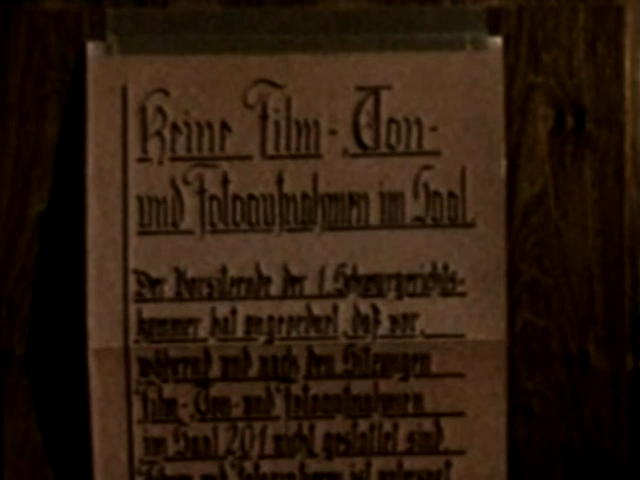 Keine Film-, Ton-
und Fotoaufnahmen im Saal.
Der Vorsitzende der 1. Schwurgerichts-
kammer hat angeordnet, daß vor,
während und nach den Sitzungen
Film-, Ton- und Fotoaufnahmen
im Saal 201 nicht gestattet sind.